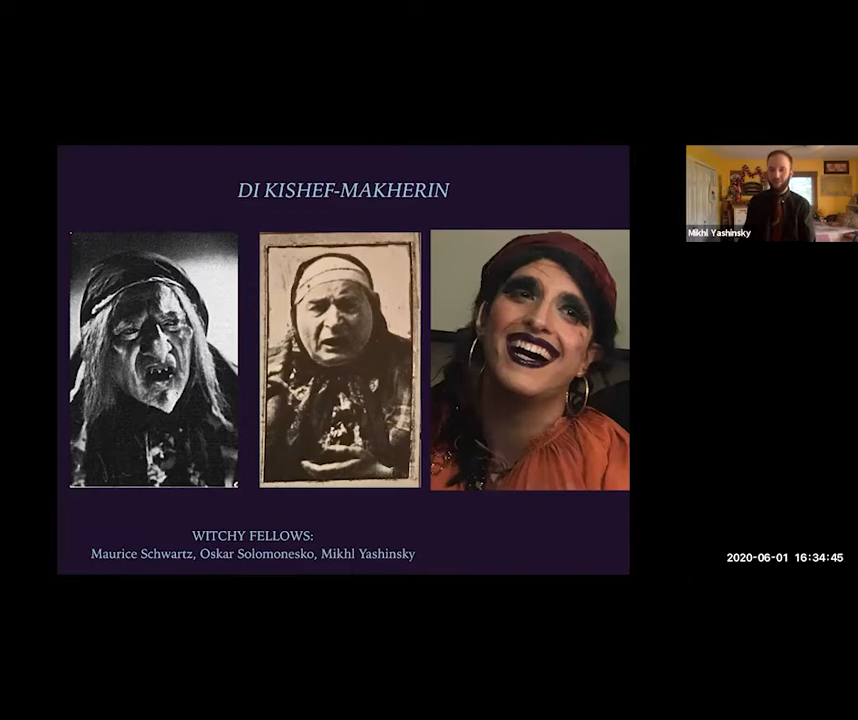 DI KISHEF-MAKHERIN
Mikhl Yashinsky
WITCHY FELLOWS:
Maurice Schwartz, Oskar Solomonesko, Mikhl Yashinsky
2020-06-01 16:34:45